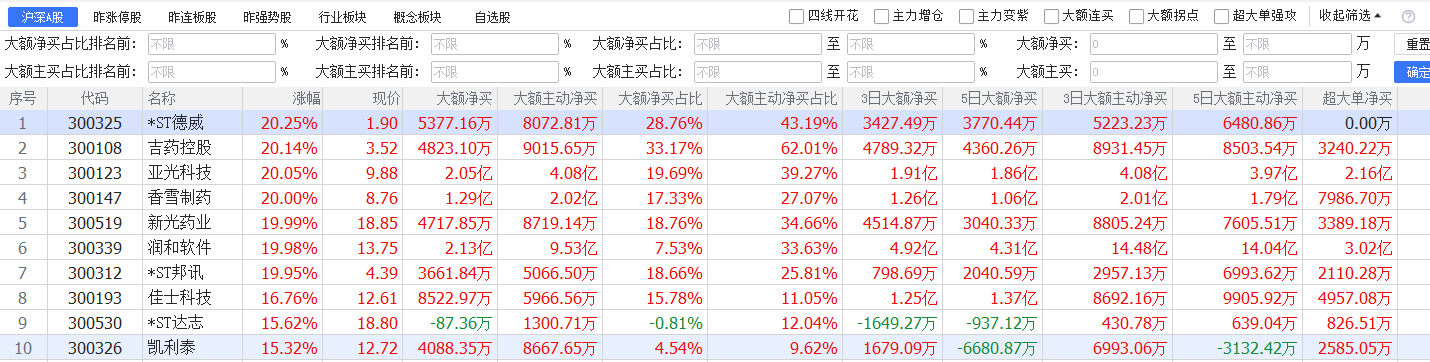 沪深A股 昨涨停股 昨连板股 昨强势股 行业板块 概念板块 自选股 四线开花 主力增仓 主力变紫 大额连买 大额拐点 超大单强攻 收起筛选
大额净买占比排名前: 不限 % 大额净买排名前: 不限 % 大额净买占比: 不限 至 不限 % 大额净买: 0 至 不限 万 重置
大额主买占比排名前: 不限 % 大额主买排名前: 不限 % 大额主买占比: 不限 至 不限 % 大额主买: 0 至 不限 万 确定
序号 代码 名称 涨幅 现价 大额净买 大额主动净买 大额净买占比 大额主动净买占比 3日大额净买 5日大额净买 3日大额主动净买 5日大额主动净买 超大单净买
1 300325 *ST德威 20.25% 1.90 5377.16万 8072.81万 28.76% 43.19% 3427.49万 3770.44万 5223.23万 6480.86万 0.00万
2 300108 吉药控股 20.14% 3.52 4823.10万 9015.65万 33.17% 62.01% 4789.32万 4360.26万 8931.45万 8503.54万 3240.22万
3 300123 亚光科技 20.05% 9.88 2.05亿 4.08亿 19.69% 39.27% 1.91亿 1.86亿 4.08亿 3.97亿 2.16亿
4 300147 香雪制药 20.00% 8.76 1.29亿 2.02亿 17.33% 27.07% 1.26亿 1.06亿 2.01亿 1.79亿 7986.70万
5 300519 新光药业 19.99% 18.85 4717.85万 8719.14万 18.76% 34.66% 4514.87万 3040.33万 8805.24万 7605.51万 3389.18万
6 300339 润和软件 19.98% 13.75 2.13亿 9.53亿 7.53% 33.63% 4.92亿 4.31亿 14.48亿 14.04亿 3.02亿
7 300312 *ST邦讯 19.95% 4.39 3661.84万 5066.50万 18.66% 25.81% 798.69万 2040.59万 2957.13万 6993.62万 2110.28万
8 300193 佳士科技 16.76% 12.61 8522.97万 5966.56万 15.78% 11.05% 1.25亿 1.37亿 8692.16万 9905.92万 4957.08万
9 300530 *ST达志 15.62% 18.80 -87.36万 1300.71万 -0.81% 12.04% -1649.27万 -937.12万 430.78万 639.04万 826.51万
10 300326 凯利泰 15.32% 12.72 4088.35万 8667.65万 4.54% 9.62% 1679.09万 -6680.87万 6993.06万 -3132.42万 2585.05万